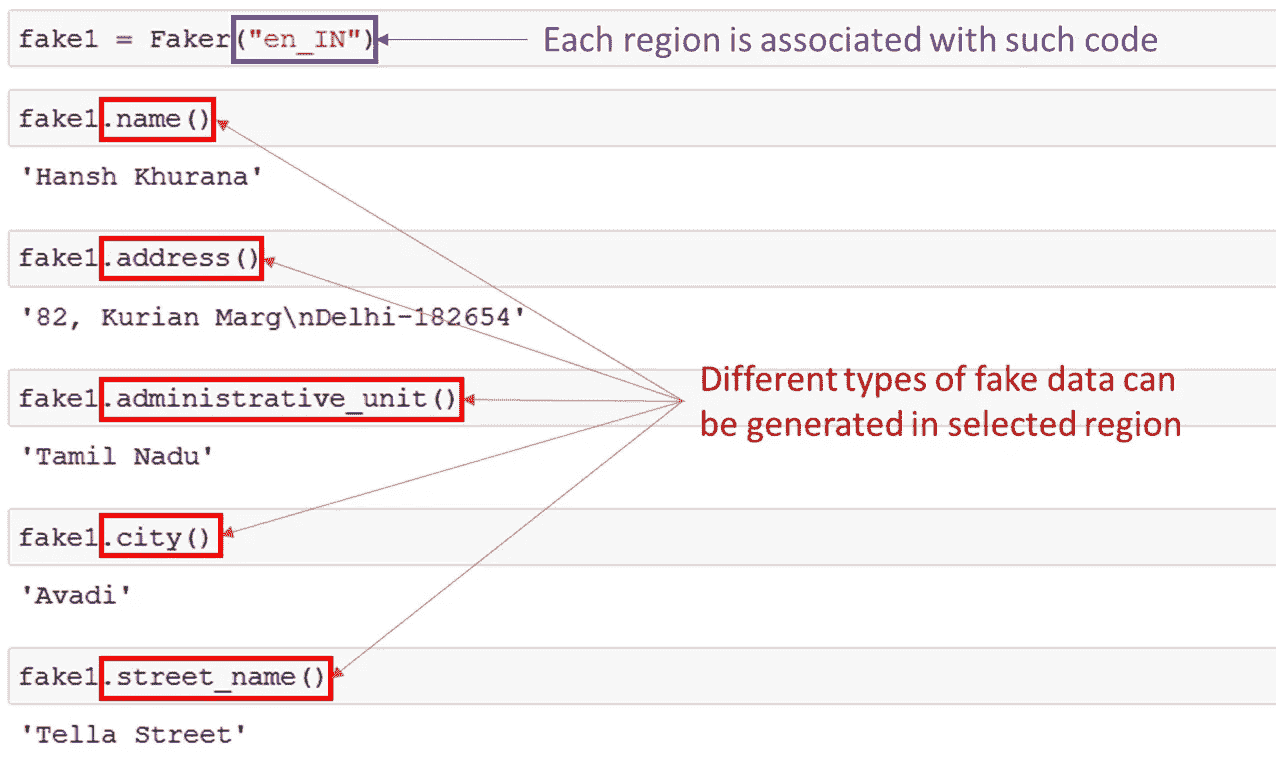 fake1 = Faker("en_IN")
Each region is associated with such code
fake1.name()
'Hansh Khurana'
fake1.address()
'82, Kurian Marg\nDelhi-182654'
fake1.administrative_unit()
'Tamil Nadu'
Different types of fake data can
be generated in selected region
fake1.city()
'Avadi'
fake1.street_name()
'Tella Street'